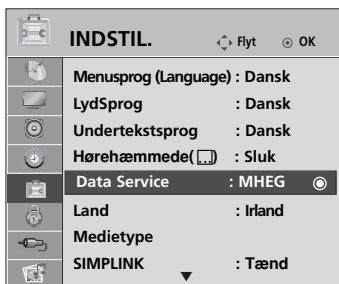 INDSTIL. Flyt OK
Menusprog (Language) : Dansk
LydSprog : Dansk
Undertekstsprog : Dansk
Hørehæmmede( ) : Sluk
Data Service : MHEG
Land : Irland
Medietype
SIMPLINK : Tænd